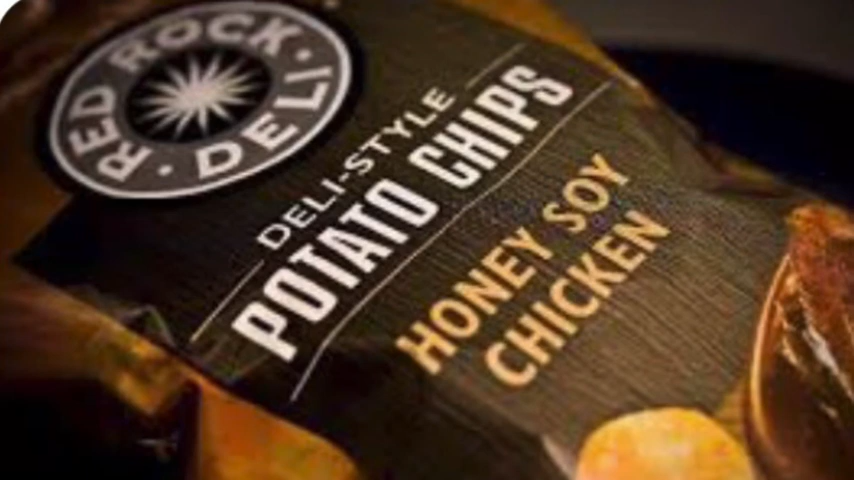 RED ROCK
DELI
DELI-STYLE
POTATO CHIPS
HONEY SOY
CHICKEN